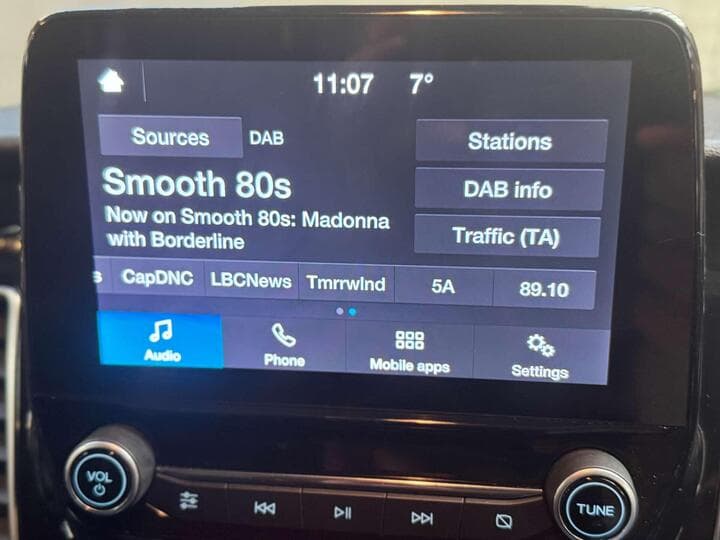 11:07 7°
Sources DAB Stations
Smooth 80s
DAB info
Now on Smooth 80s: Madonna
with Borderline
Traffic (TA)
s CapDNC LBCNews Tmrrwlnd 5A 89.10
Audio Phone Mobile apps Settings
VOL TUNE